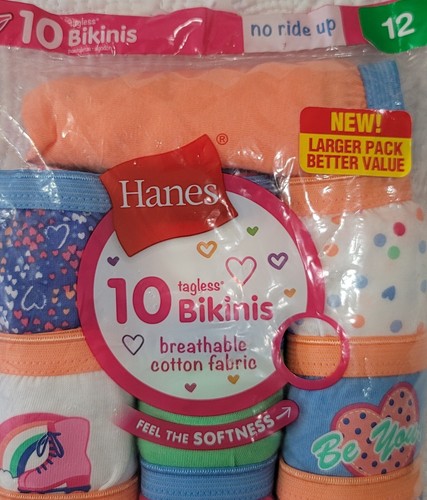 10 tagless® Bikinis
no ride up
12
NEW!
LARGER PACK
BETTER VALUE
Hanes®
10 tagless®
Bikinis
breathable
cotton fabric
FEEL THE SOFTNESS
Be You